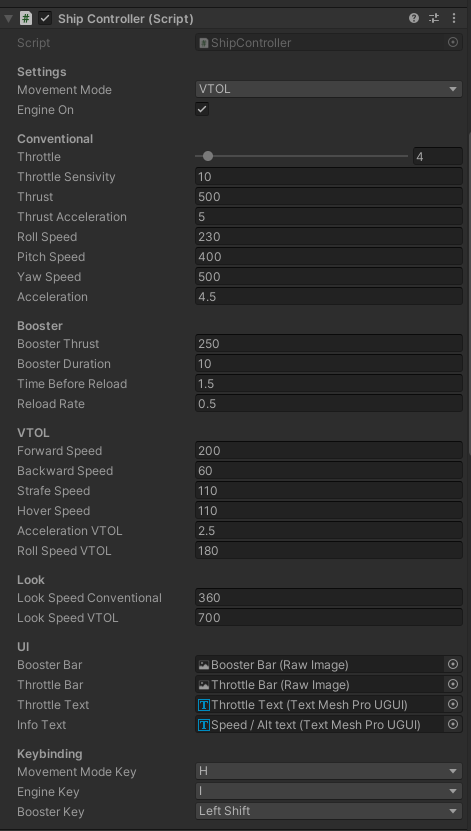 Ship Controller (Script)
Script ShipController
Settings
Movement Mode VTOL
Engine On
Conventional
Throttle 4
Throttle Sensivity 10
Thrust 500
Thrust Acceleration 5
Roll Speed 230
Pitch Speed 400
Yaw Speed 500
Acceleration 4.5
Booster
Booster Thrust 250
Booster Duration 10
Time Before Reload 1.5
Reload Rate 0.5
VTOL
Forward Speed 200
Backward Speed 60
Strafe Speed 110
Hover Speed 110
Acceleration VTOL 2.5
Roll Speed VTOL 180
Look
Look Speed Conventional 360
Look Speed VTOL 700
UI
Booster Bar Booster Bar (Raw Image)
Throttle Bar Throttle Bar (Raw Image)
Throttle Text Throttle Text (Text Mesh Pro UGUI)
Info Text Speed / Alt text (Text Mesh Pro UGUI)
Keybinding
Movement Mode Key H
Engine Key I
Booster Key Left Shift